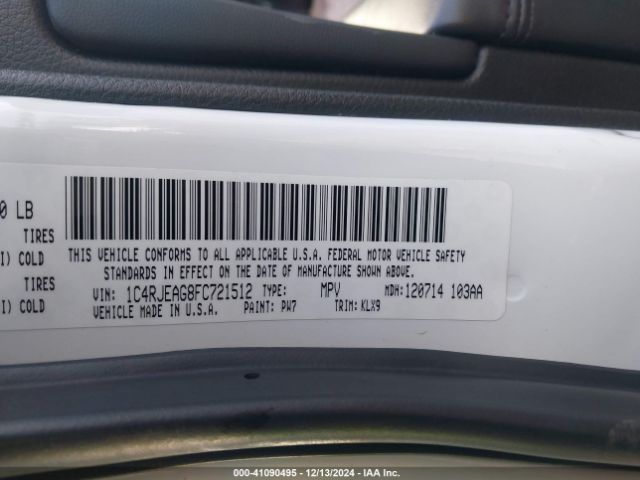 0 LB
TIRES
I) COLD
TIRES
I) COLD
THIS VEHICLE CONFORMS TO ALL APPLICABLE U.S.A. FEDERAL MOTOR VEHICLE SAFETY
STANDARDS IN EFFECT ON THE DATE OF MANUFACTURE SHOWN ABOVE.
VIN: 1C4RJEAG8FC721512 TYPE: MPV MDH:120714 103AA
VEHICLE MADE IN U.S.A. PAINT: PW7 TRIM:KLX9
000-41090495 - 12/13/2024 - IAA Inc.